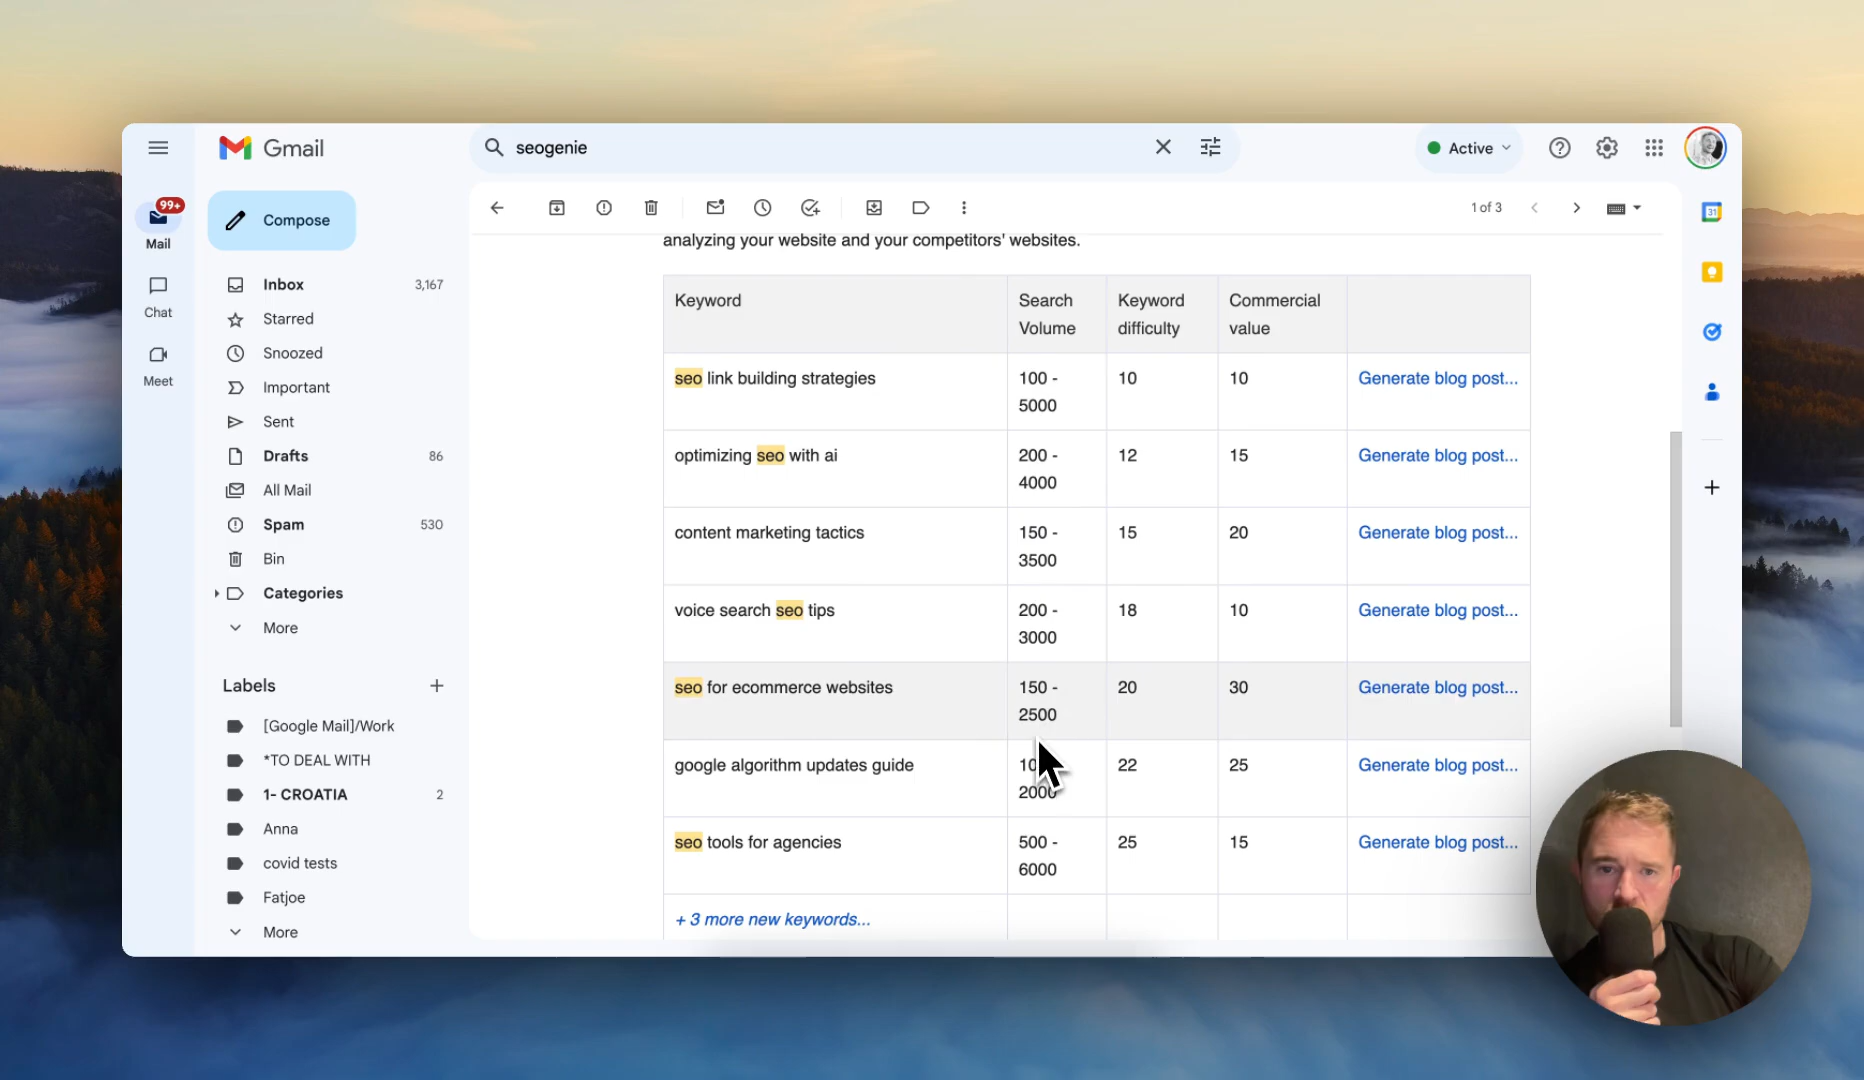 Gmail
seogenie
Active
99+
Mail
Chat
Meet
Compose
Inbox 3,167
Starred
Snoozed
Important
Sent
Drafts 86
All Mail
Spam 530
Bin
Categories
More
Labels
[Google Mail]/Work
*TO DEAL WITH
1- CROATIA 2
Anna
covid tests
Fatjoe
More
1 of 3
31
analyzing your website and your competitors' websites.
Keyword Search Volume Keyword difficulty Commercial value
seo link building strategies 100 - 5000 10 10 Generate blog post...
optimizing seo with ai 200 - 4000 12 15 Generate blog post...
content marketing tactics 150 - 3500 15 20 Generate blog post...
voice search seo tips 200 - 3000 18 10 Generate blog post...
seo for ecommerce websites 150 - 2500 20 30 Generate blog post...
google algorithm updates guide 2000 22 25 Generate blog post...
seo tools for agencies 500 - 6000 25 15 Generate blog post...
+ 3 more new keywords...